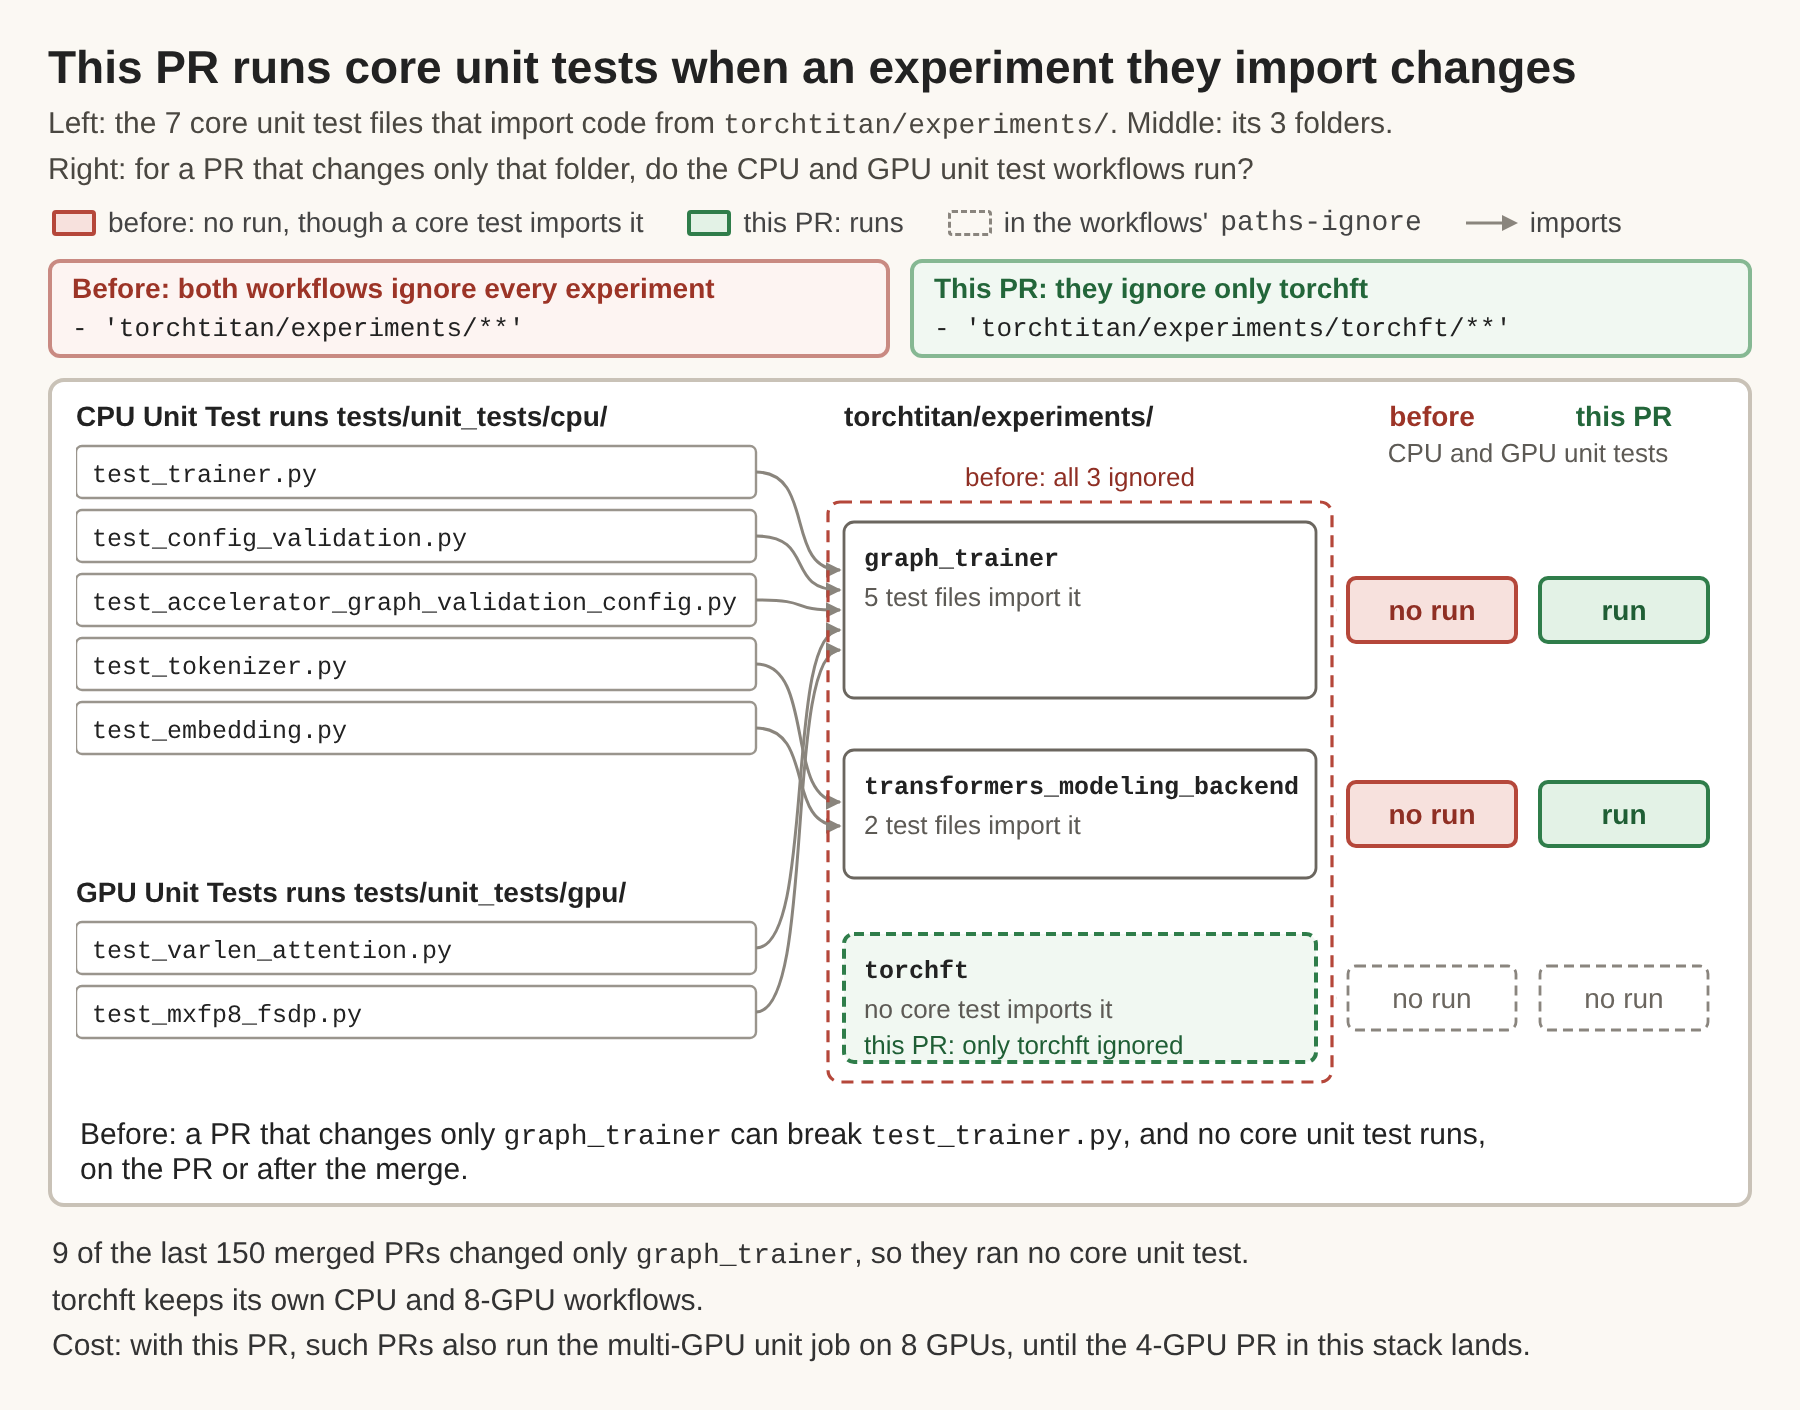 This PR runs core unit tests when an experiment they import changes
Left: the 7 core unit test files that import code from torchtitan/experiments/. Middle: its 3 folders.
Right: for a PR that changes only that folder, do the CPU and GPU unit test workflows run?
before: no run, though a core test imports it
this PR: runs
in the workflows' paths-ignore
imports
Before: both workflows ignore every experiment
- 'torchtitan/experiments/**'
This PR: they ignore only torchft
- 'torchtitan/experiments/torchft/**'
CPU Unit Test runs tests/unit_tests/cpu/
test_trainer.py
test_config_validation.py
test_accelerator_graph_validation_config.py
test_tokenizer.py
test_embedding.py
GPU Unit Tests runs tests/unit_tests/gpu/
test_varlen_attention.py
test_mxfp8_fsdp.py
torchtitan/experiments/
before: all 3 ignored
graph_trainer
5 test files import it
transformers_modeling_backend
2 test files import it
torchft
no core test imports it
this PR: only torchft ignored
before
this PR
CPU and GPU unit tests
no run
run
no run
run
no run
no run
Before: a PR that changes only graph_trainer can break test_trainer.py, and no core unit test runs,
on the PR or after the merge.
9 of the last 150 merged PRs changed only graph_trainer, so they ran no core unit test.
torchft keeps its own CPU and 8-GPU workflows.
Cost: with this PR, such PRs also run the multi-GPU unit job on 8 GPUs, until the 4-GPU PR in this stack lands.